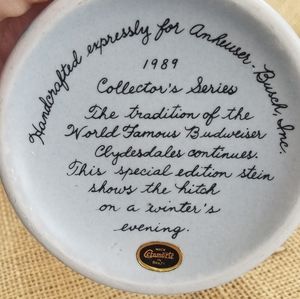 Handcrafted expressly for Anheuser-Busch, Inc.
1989
Collector's Series
The tradition of the
World Famous Budweiser
Clydesdales continues.
This special edition stein
shows the hitch
on a winter's
evening.
Ceramarte